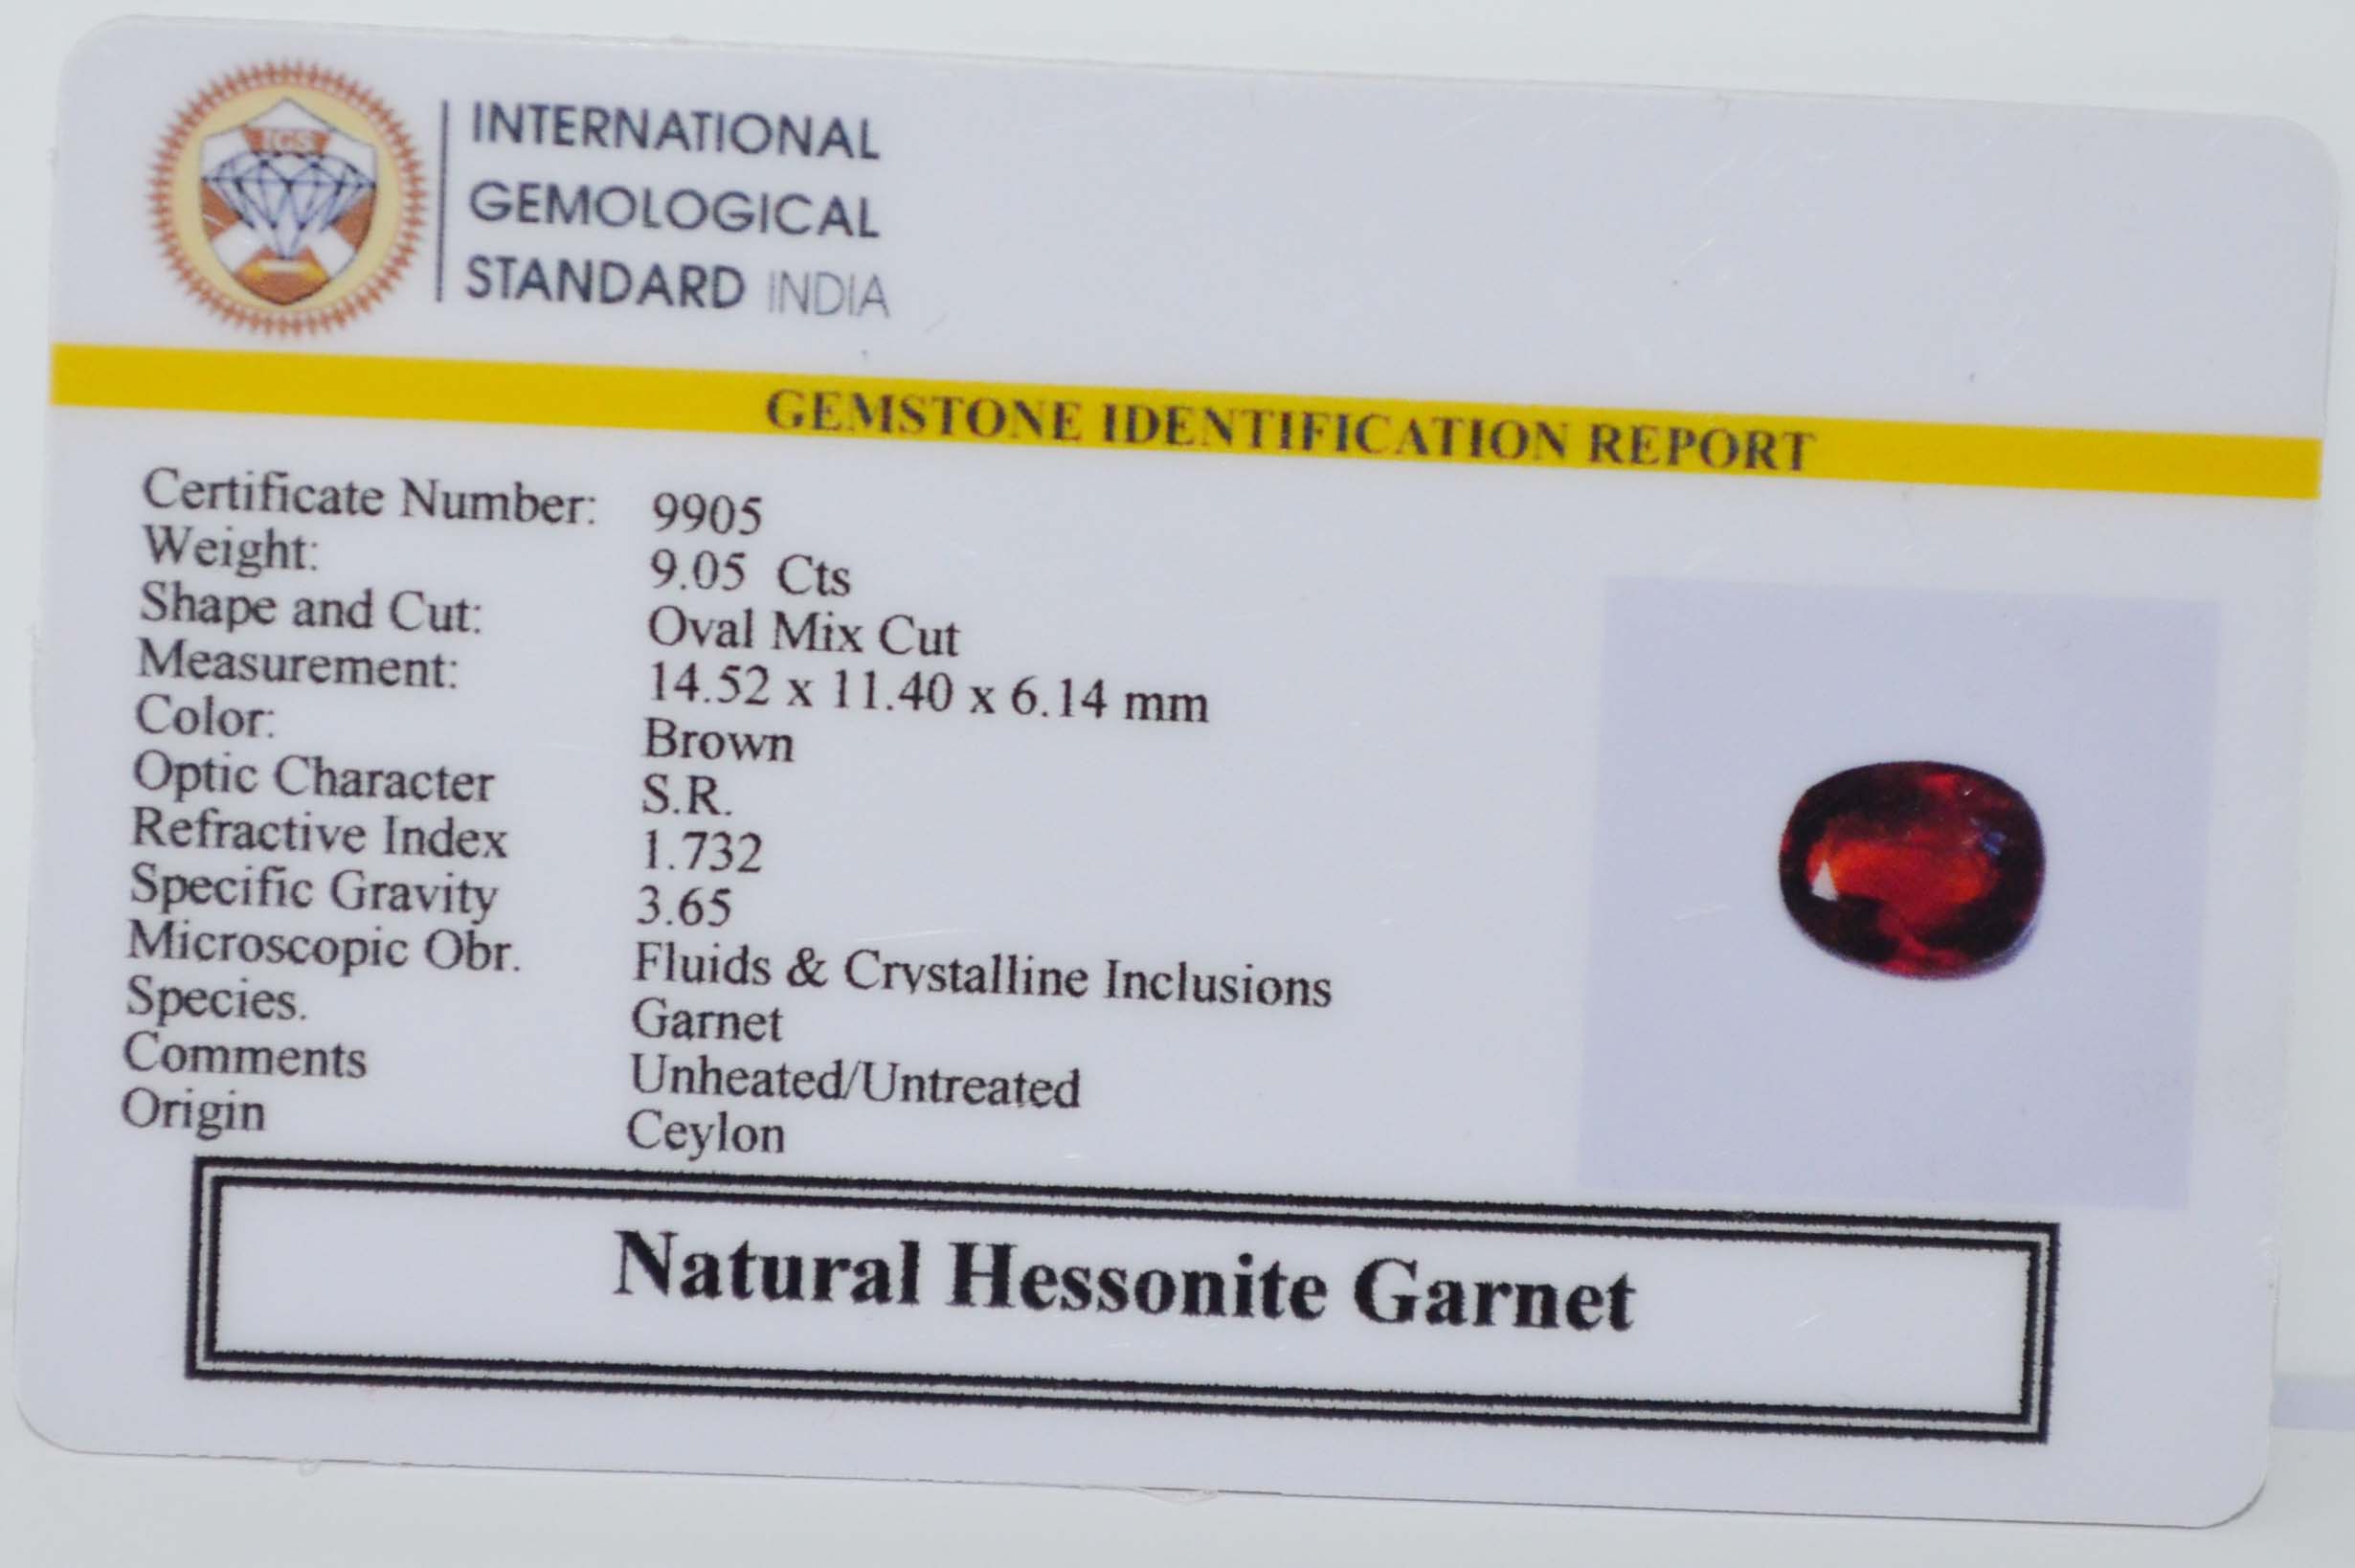 IGS
INTERNATIONAL
GEMOLOGICAL
STANDARD INDIA
GEMSTONE IDENTIFICATION REPORT
Certificate Number: 9905
Weight: 9.05 Cts
Shape and Cut: Oval Mix Cut
Measurement: 14.52 x 11.40 x 6.14 mm
Color: Brown
Optic Character S.R.
Refractive Index 1.732
Specific Gravity 3.65
Microscopic Obr. Fluids & Crystalline Inclusions
Species. Garnet
Comments Unheated/Untreated
Origin Ceylon
Natural Hessonite Garnet